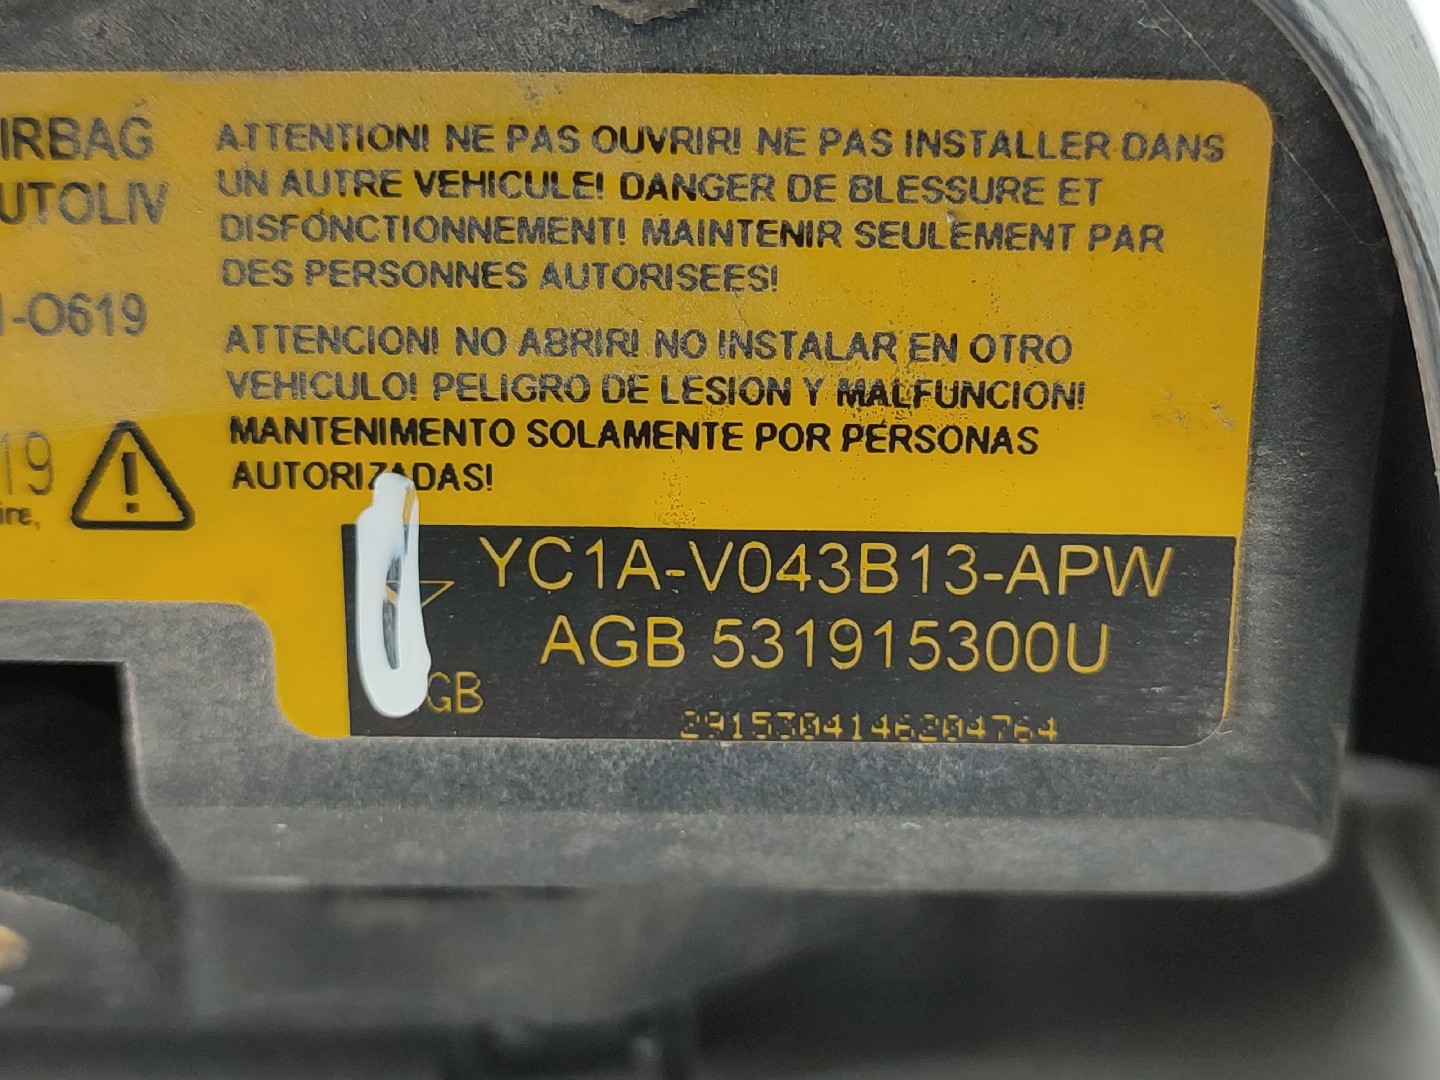 IRBAG
UTOLIV
-O619
19
ire,
ATTENTION! NE PAS OUVRIR! NE PAS INSTALLER DANS
UN AUTRE VEHICULE! DANGER DE BLESSURE ET
DISFONCTIONNEMENT! MAINTENIR SEULEMENT PAR
DES PERSONNES AUTORISEES!
ATTENCION! NO ABRIR! NO INSTALAR EN OTRO
VEHICULO! PELIGRO DE LESION Y MALFUNCION!
MANTENIMENTO SOLAMENTE POR PERSONAS
AUTORIZADAS!
YC1A-V043B13-APW
AGB 531915300U
GB
2915304146204764